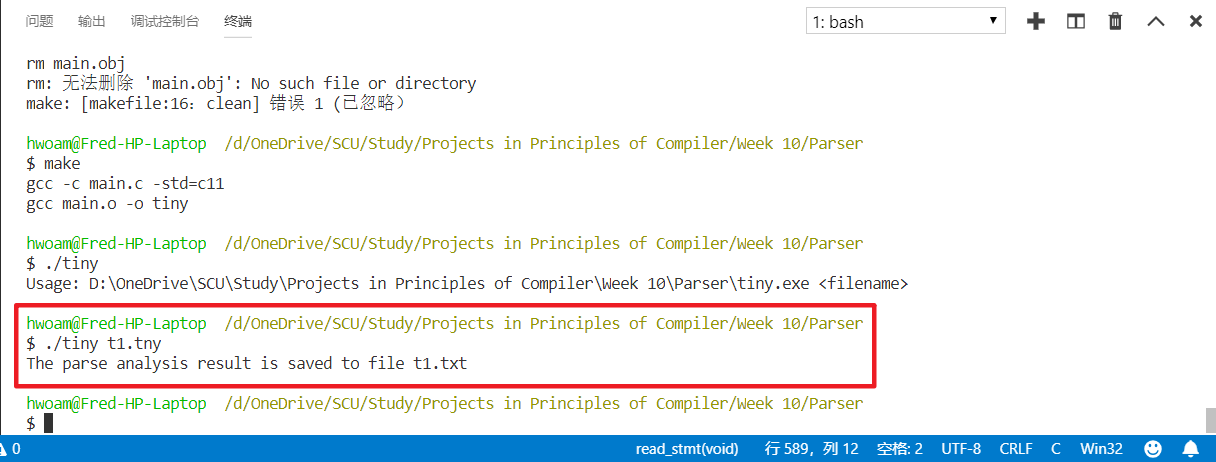 问题 输出 调试控制台 终端 1: bash
rm main.obj
rm: 无法删除 'main.obj': No such file or directory
make: [makefile:16：clean] 错误 1 (已忽略）
hwoam@Fred-HP-Laptop /d/OneDrive/SCU/Study/Projects in Principles of Compiler/Week 10/Parser
$ make
gcc -c main.c -std=c11
gcc main.o -o tiny
hwoam@Fred-HP-Laptop /d/OneDrive/SCU/Study/Projects in Principles of Compiler/Week 10/Parser
$ ./tiny
Usage: D:\OneDrive\SCU\Study\Projects in Principles of Compiler\Week 10\Parser\tiny.exe <filename>
hwoam@Fred-HP-Laptop /d/OneDrive/SCU/Study/Projects in Principles of Compiler/Week 10/Parser
$ ./tiny t1.tny
The parse analysis result is saved to file t1.txt
hwoam@Fred-HP-Laptop /d/OneDrive/SCU/Study/Projects in Principles of Compiler/Week 10/Parser
$
0 read_stmt(void) 行 589，列 12 空格: 2 UTF-8 CRLF C Win32